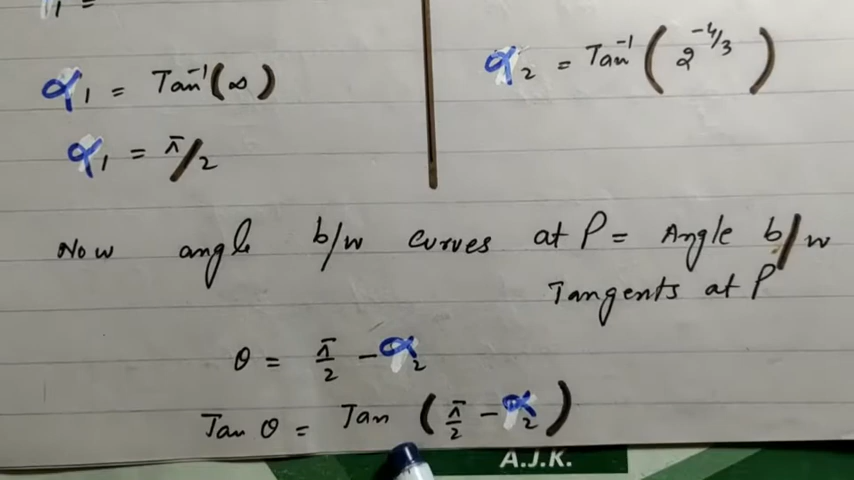 α₁ = Tan⁻¹(∞)
α₁ = π/2
α₂ = Tan⁻¹(2^-4/3)
Now angle b/w curves at P = Angle b/w
Tangents at P
θ = π/2 - α₂
Tan θ = Tan (π/2 - α₂)
A.J.K.